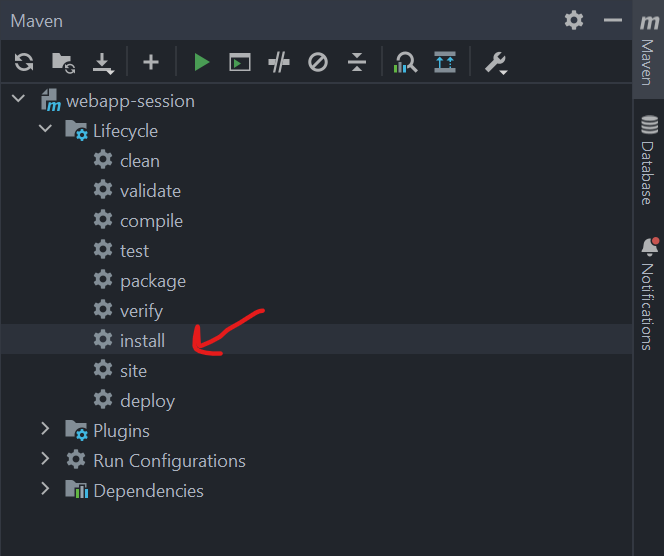 Maven
webapp-session
Lifecycle
clean
validate
compile
test
package
verify
install
site
deploy
Plugins
Run Configurations
Dependencies
m
Maven
Database
Notifications